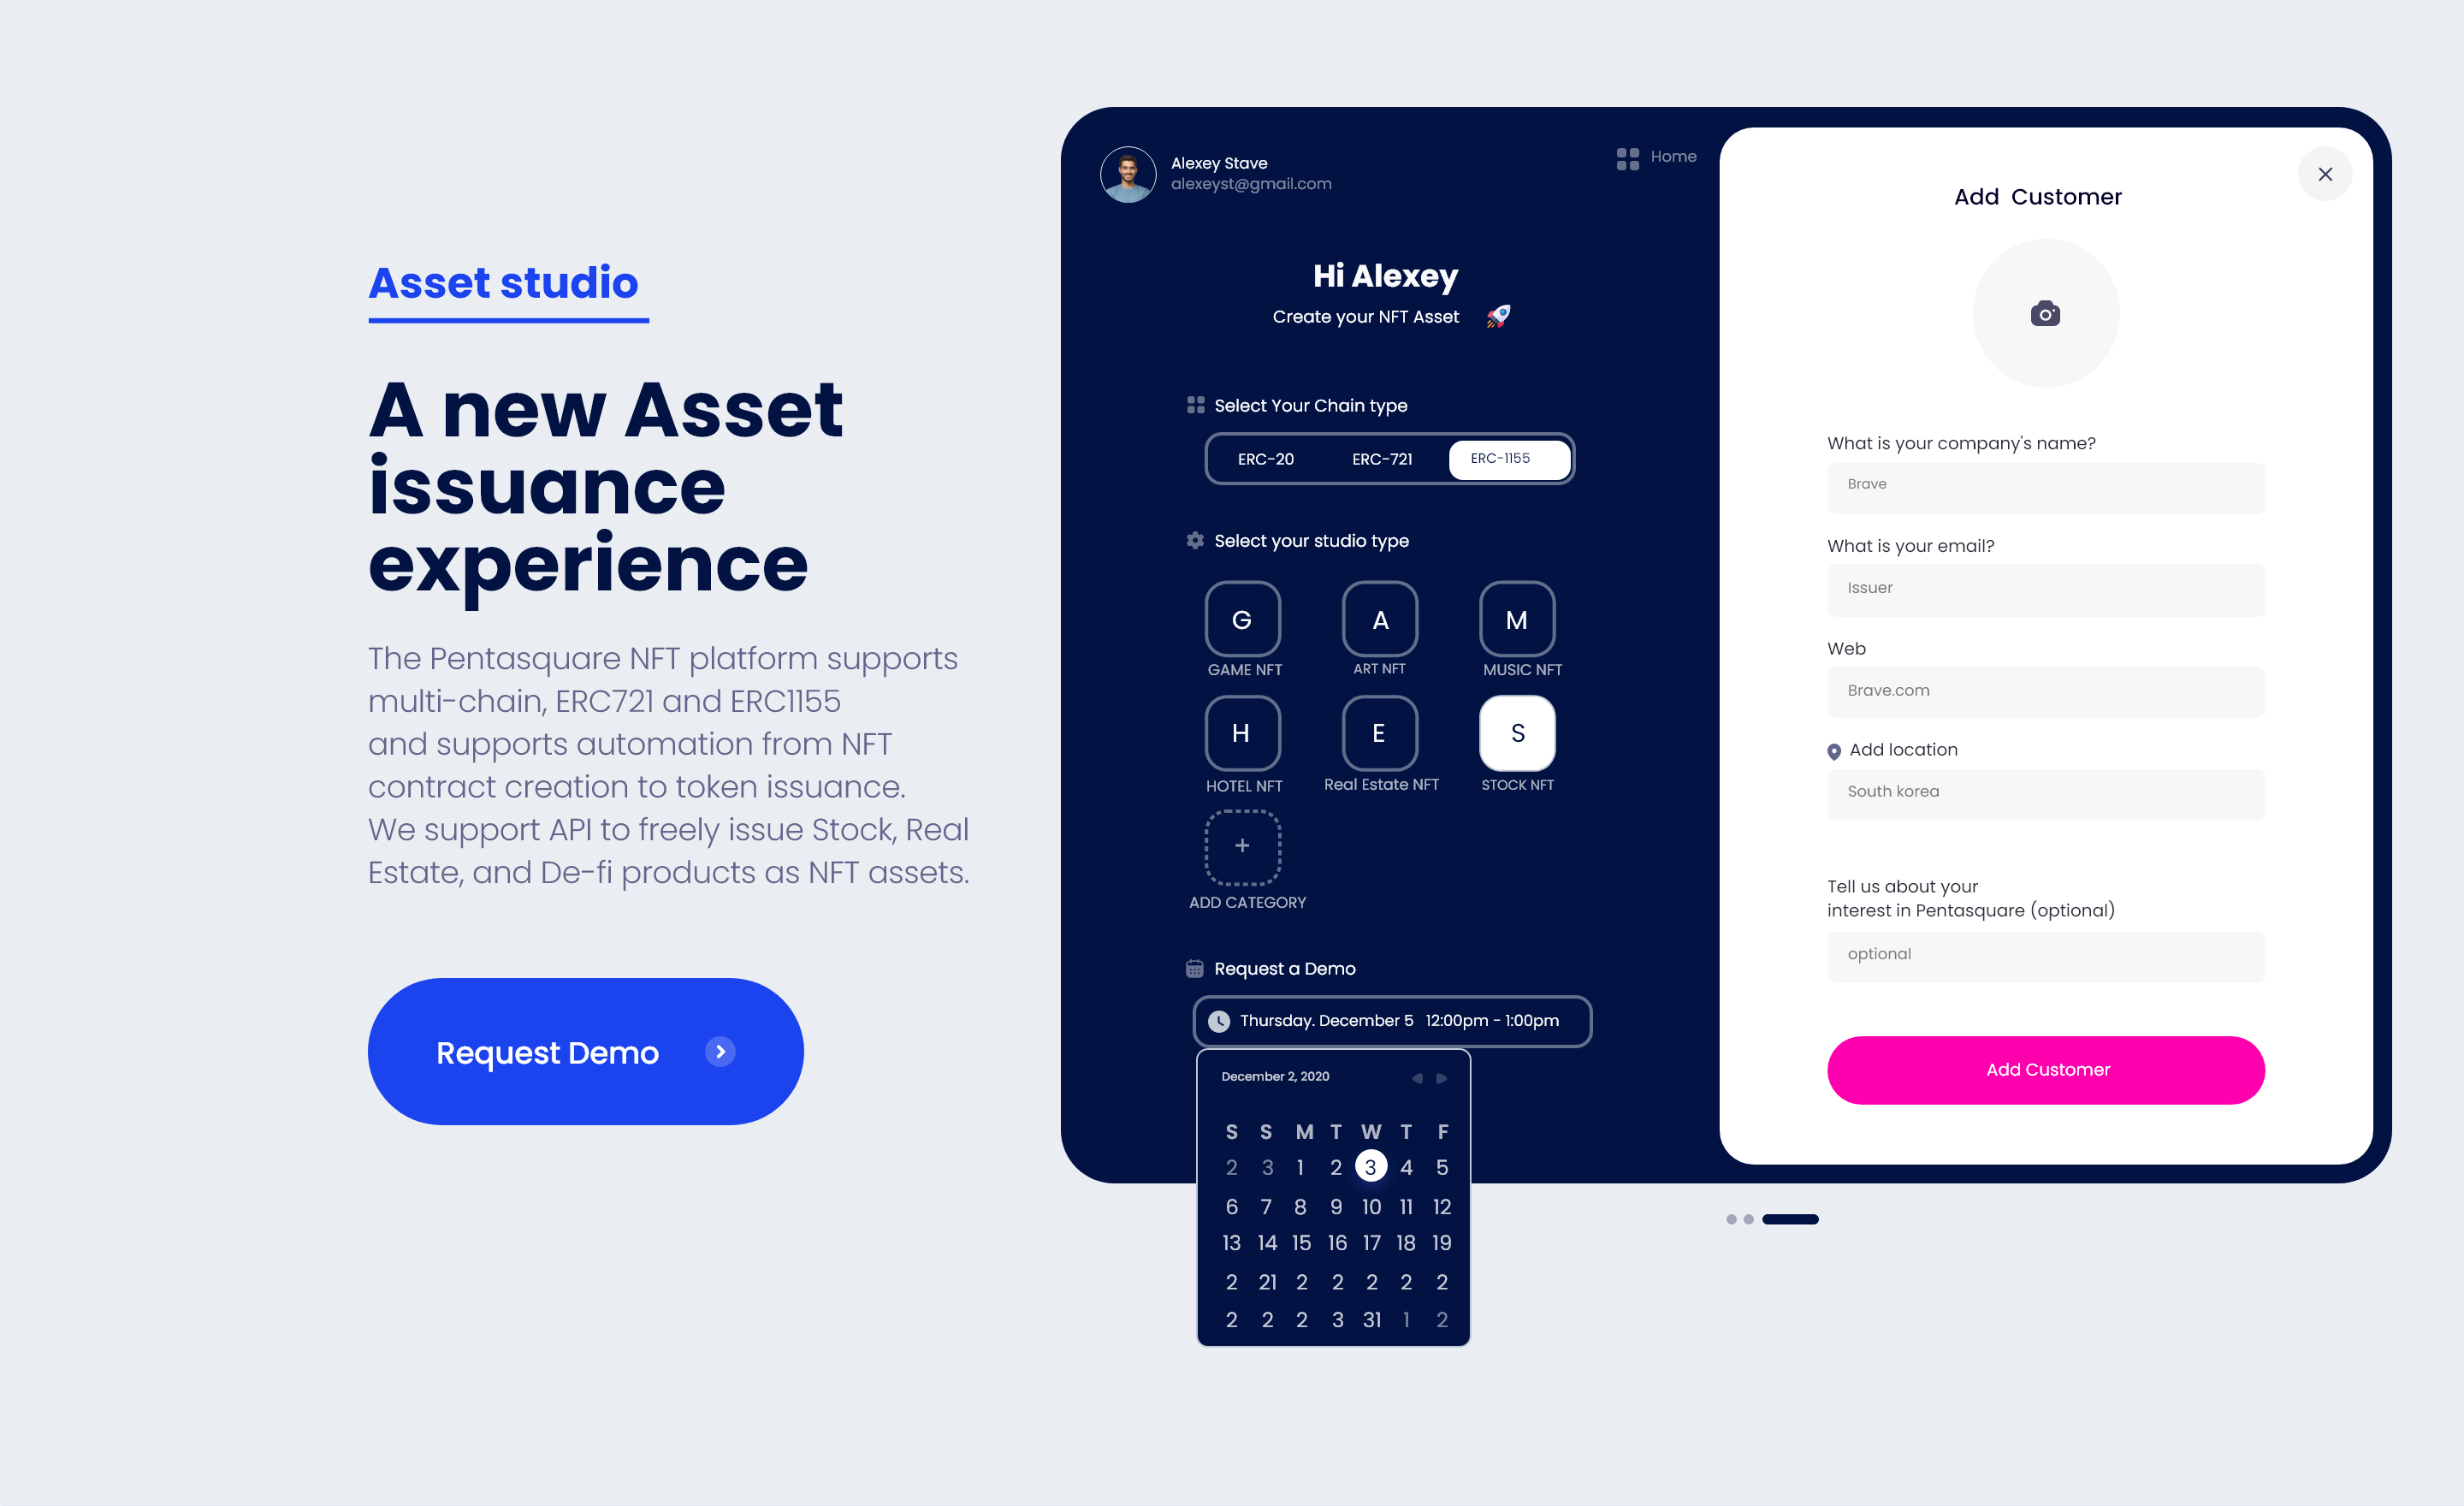 Asset studio
A new Asset
issuance
experience
The Pentasquare NFT platform supports
multi-chain, ERC721 and ERC1155
and supports automation from NFT
contract creation to token issuance.
We support API to freely issue Stock, Real
Estate, and De-fi products as NFT assets.
Request Demo
Alexey Stave
alexeyst@gmail.com
Home
Hi Alexey
Create your NFT Asset
Select Your Chain type
ERC-20 ERC-721 ERC-1155
Select your studio type
G A M
GAME NFT ART NFT MUSIC NFT
H E S
HOTEL NFT Real Estate NFT STOCK NFT
+
ADD CATEGORY
Request a Demo
Thursday. December 5 12:00pm - 1:00pm
December 2, 2020
S S M T W T F
2 3 1 2 3 4 5
6 7 8 9 10 11 12
13 14 15 16 17 18 19
2 21 2 2 2 2 2
2 2 2 3 31 1 2
Add Customer
What is your company's name?
Brave
What is your email?
Issuer
Web
Brave.com
Add location
South korea
Tell us about your
interest in Pentasquare (optional)
optional
Add Customer